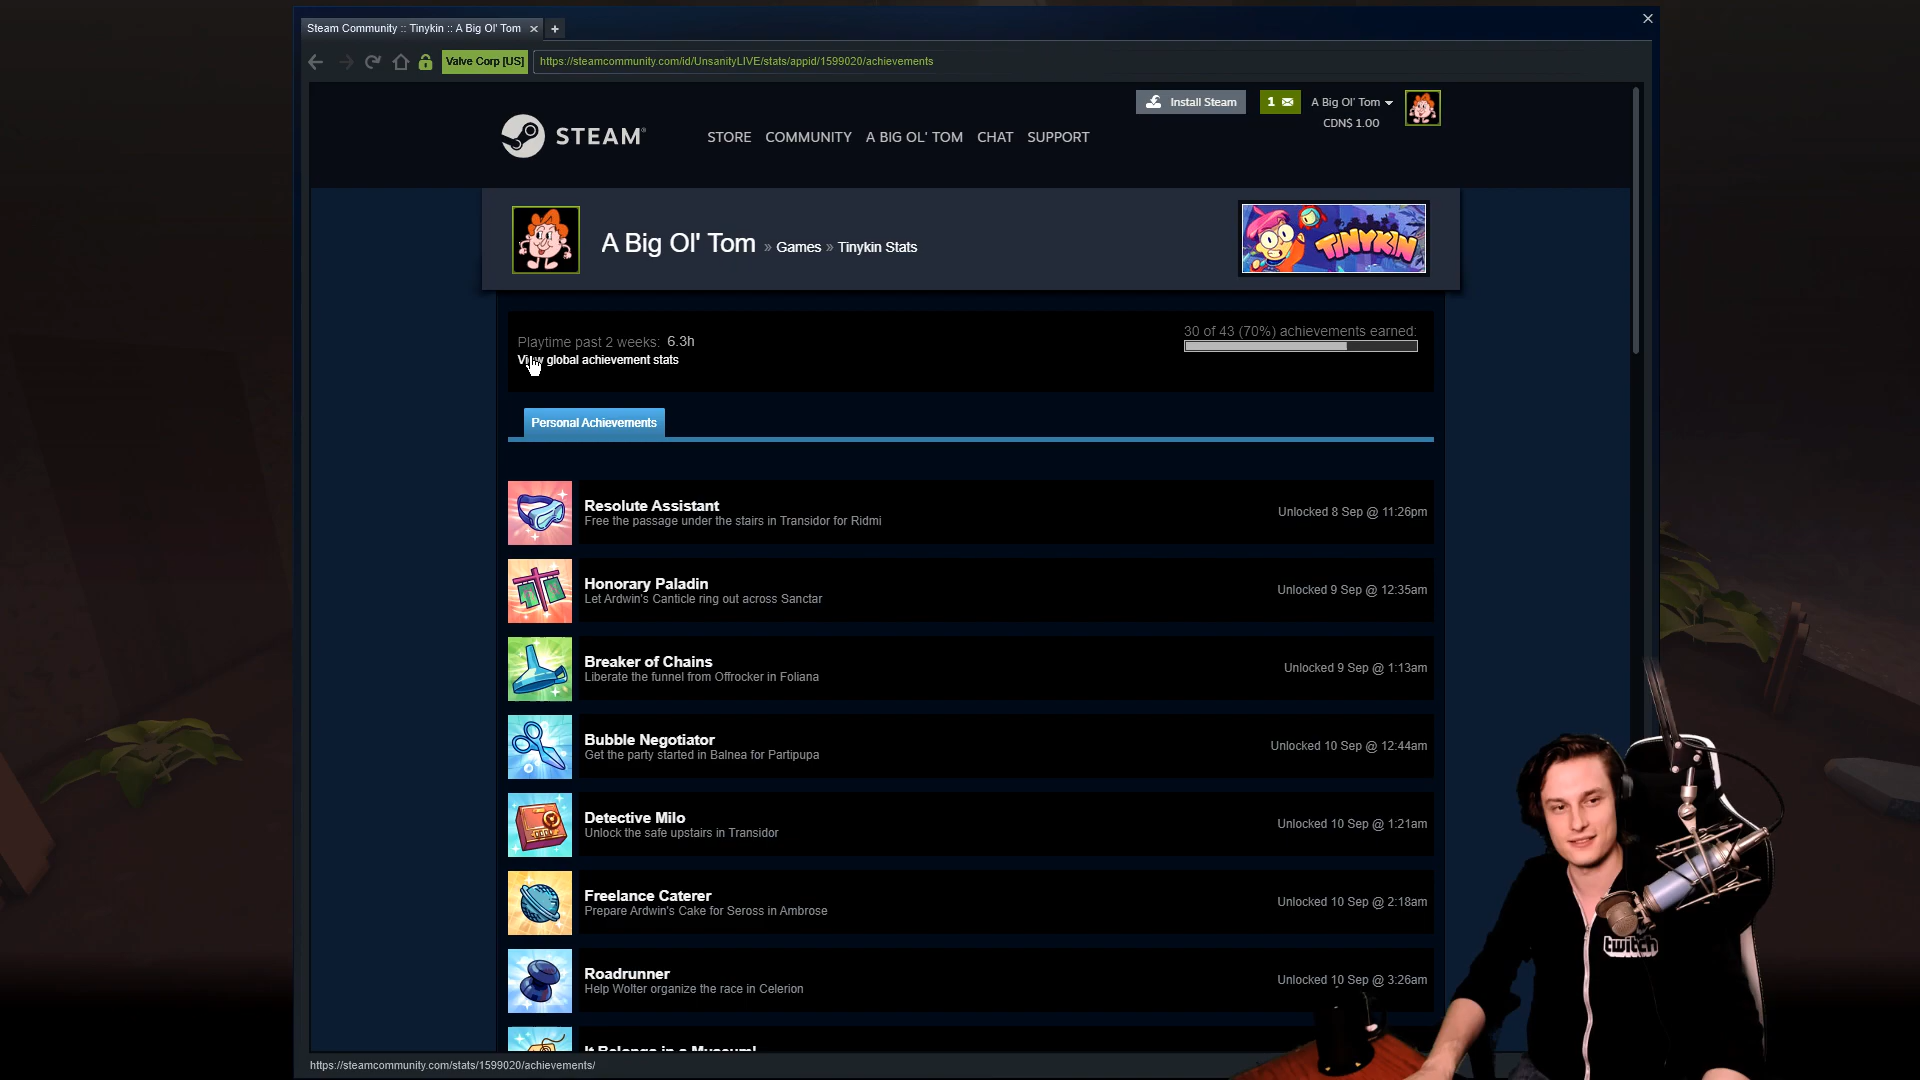 Steam Community :: Tinykin :: A Big Ol' Tom
Valve Corp [US]
https://steamcommunity.com/id/UnsanityLIVE/stats/appid/1599020/achievements
Install Steam
1
A Big Ol' Tom
CDN$ 1.00
STEAM
STORE
COMMUNITY
A BIG OL' TOM
CHAT
SUPPORT
A Big Ol' Tom » Games » Tinykin Stats
TINYKIN
Playtime past 2 weeks: 6.3h
global achievement stats
30 of 43 (70%) achievements earned:
Personal Achievements
Resolute Assistant
Free the passage under the stairs in Transidor for Ridmi
Unlocked 8 Sep @ 11:26pm
Honorary Paladin
Let Ardwin's Canticle ring out across Sanctar
Unlocked 9 Sep @ 12:35am
Breaker of Chains
Liberate the funnel from Offrocker in Foliana
Unlocked 9 Sep @ 1:13am
Bubble Negotiator
Get the party started in Balnea for Partipupa
Unlocked 10 Sep @ 12:44am
Detective Milo
Unlock the safe upstairs in Transidor
Unlocked 10 Sep @ 1:21am
Freelance Caterer
Prepare Ardwin's Cake for Seross in Ambrose
Unlocked 10 Sep @ 2:18am
Roadrunner
Help Wolter organize the race in Celerion
Unlocked 10 Sep @ 3:26am
It Belongs in a Museum!
twitch
https://steamcommunity.com/stats/1599020/achievements/